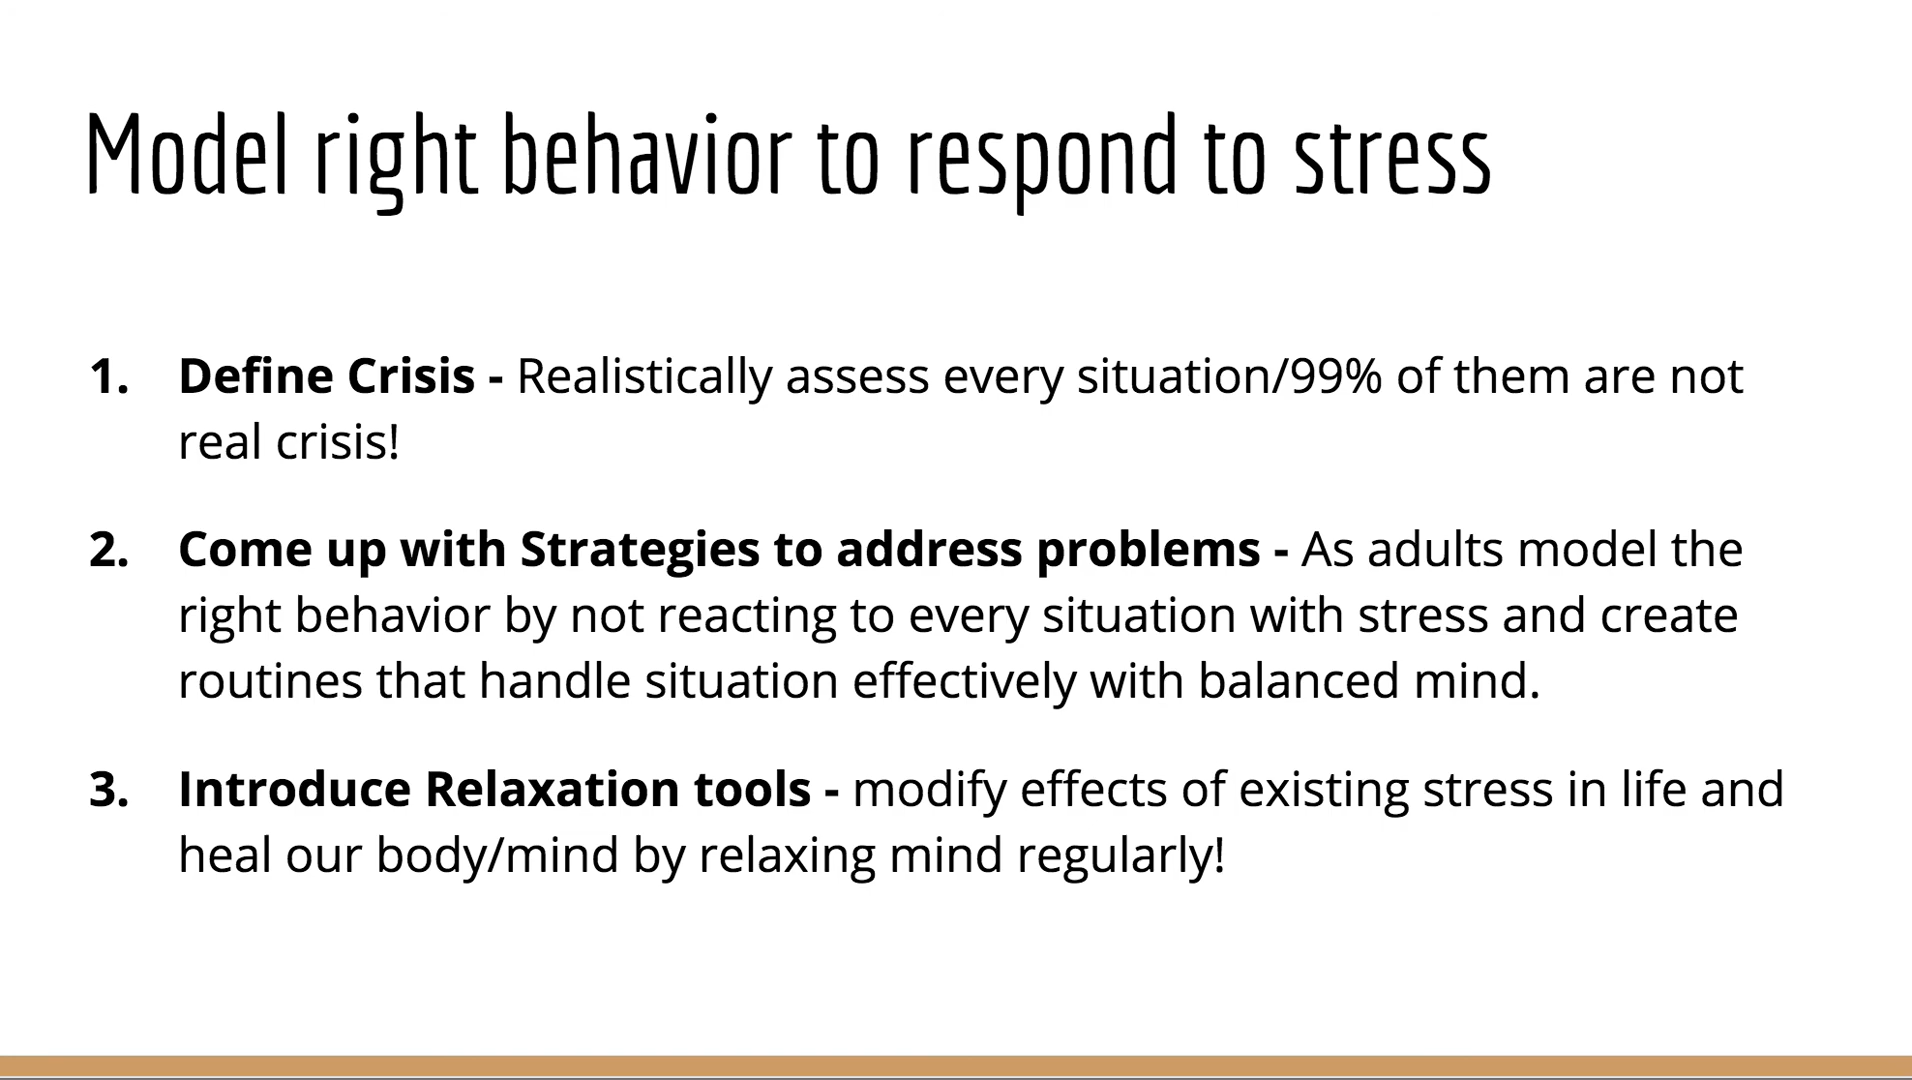 Model right behavior to respond to stress
1. Define Crisis - Realistically assess every situation/99% of them are not
real crisis!
2. Come up with Strategies to address problems - As adults model the
right behavior by not reacting to every situation with stress and create
routines that handle situation effectively with balanced mind.
3. Introduce Relaxation tools - modify effects of existing stress in life and
heal our body/mind by relaxing mind regularly!